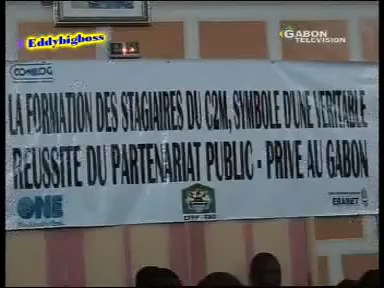 Eddybigboss
GABON
TELEVISION
COMILOG
LA FORMATION DES STAGIAIRES DU C2M, SYMBOLE D'UNE VERITABLE
REUSSITE DU PARTENARIAT PUBLIC - PRIVE AU GABON
ONE
ERAMET